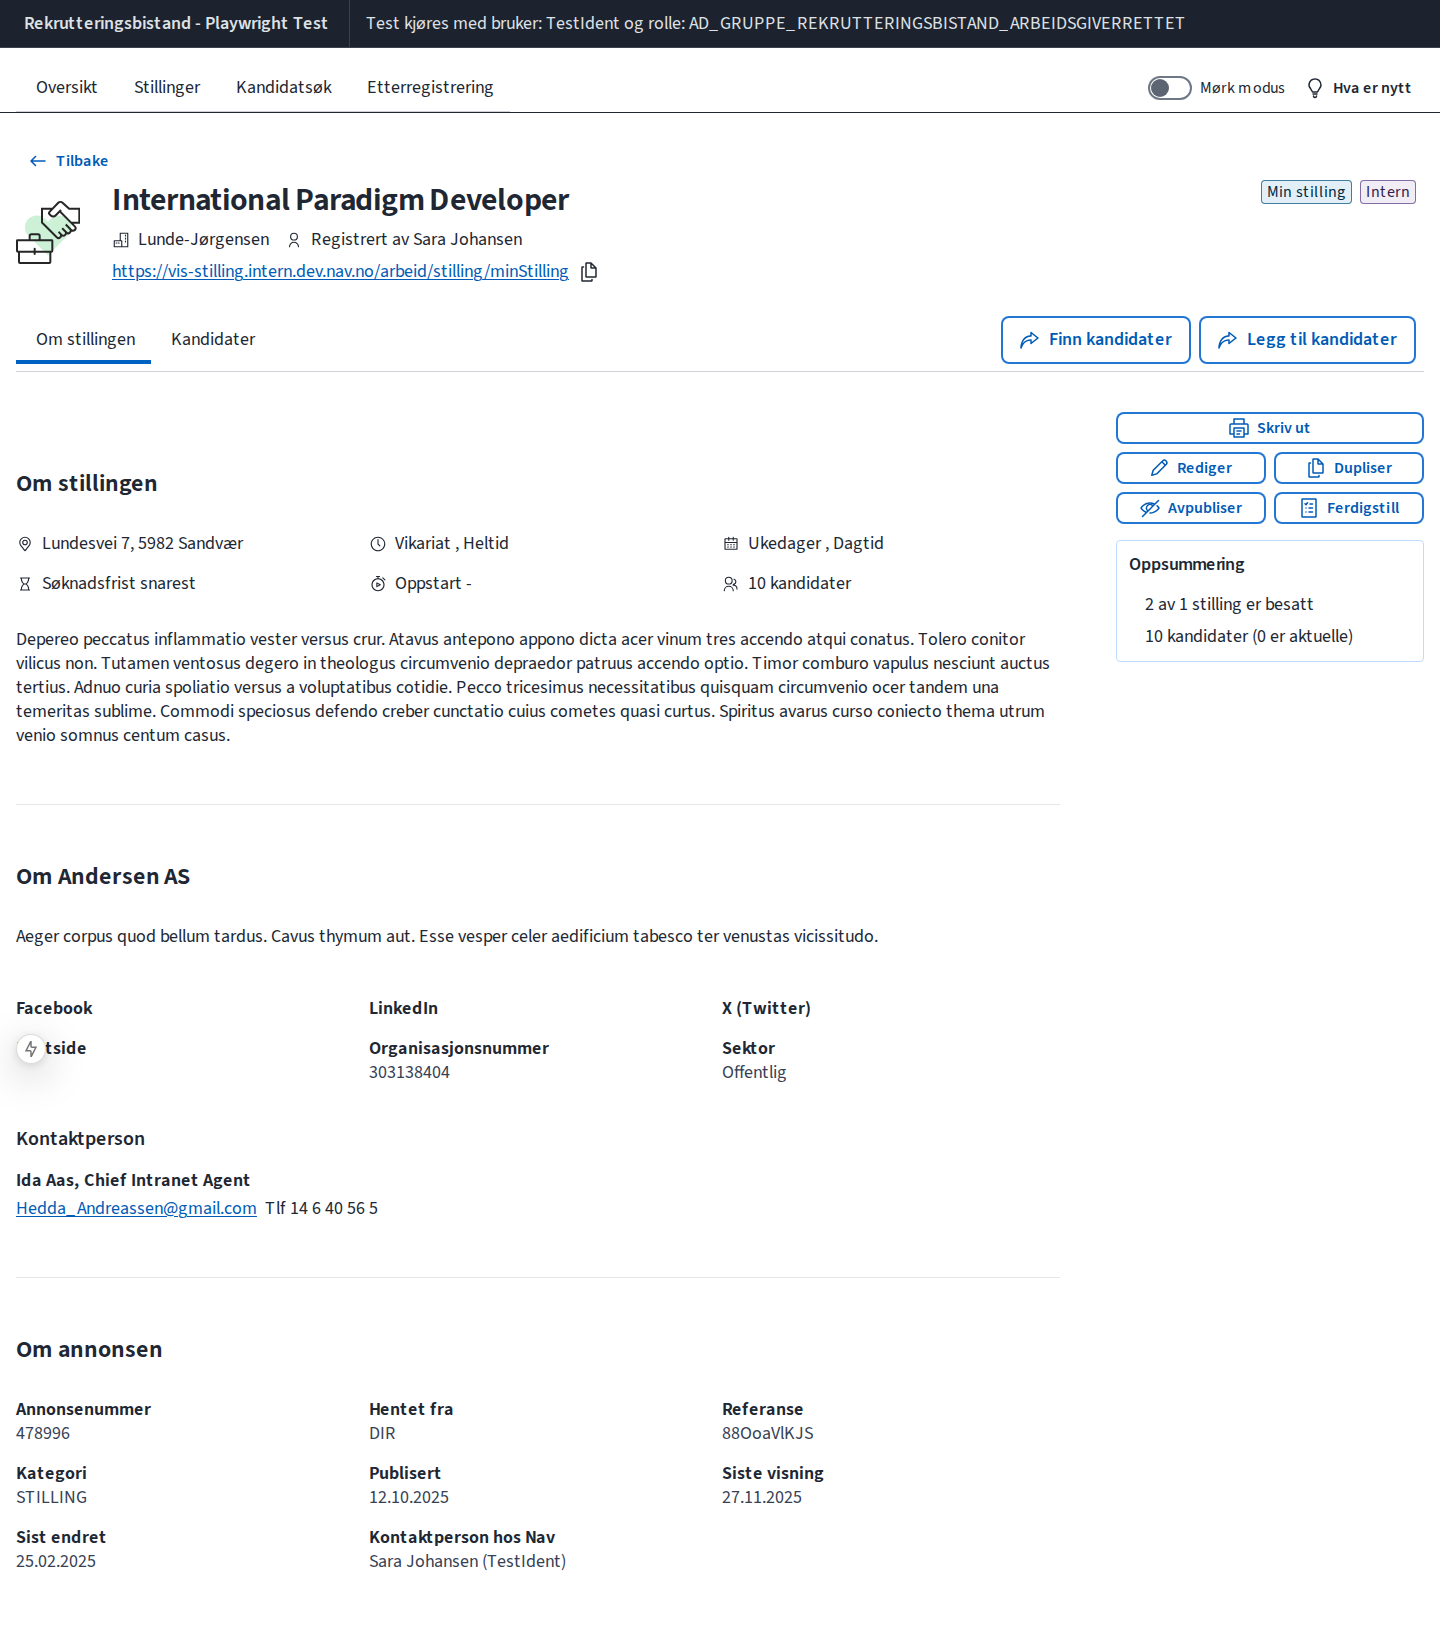 Rekrutteringsbistand - Playwright Test
Test kjøres med bruker: TestIdent og rolle: AD_GRUPPE_REKRUTTERINGSBISTAND_ARBEIDSGIVERRETTET
Oversikt
Stillinger
Kandidatsøk
Etterregistrering
Mørk modus
Hva er nytt
Tilbake
International Paradigm Developer
Min stilling
Intern
Lunde-Jørgensen
Registrert av Sara Johansen
https://vis-stilling.intern.dev.nav.no/arbeid/stilling/minStilling
Om stillingen
Kandidater
Finn kandidater
Legg til kandidater
Skriv ut
Rediger
Dupliser
Avpubliser
Ferdigstill
Oppsummering
2 av 1 stilling er besatt
10 kandidater (0 er aktuelle)
Om stillingen
Lundesvei 7, 5982 Sandvær
Vikariat , Heltid
Ukedager , Dagtid
Søknadsfrist snarest
Oppstart -
10 kandidater
Depereo peccatus inflammatio vester versus crur. Atavus antepono appono dicta acer vinum tres accendo atqui conatus. Tolero conitor
vilicus non. Tutamen ventosus degero in theologus circumvenio depraedor patruus accendo optio. Timor comburo vapulus nesciunt auctus
tertius. Adnuo curia spoliatio versus a voluptatibus cotidie. Pecco tricesimus necessitatibus quisquam circumvenio ocer tandem una
temeritas sublime. Commodi speciosus defendo creber cunctatio cuius cometes quasi curtus. Spiritus avarus curso coniecto thema utrum
venio somnus centum casus.
Om Andersen AS
Aeger corpus quod bellum tardus. Cavus thymum aut. Esse vesper celer aedificium tabesco ter venustas vicissitudo.
Facebook
LinkedIn
X (Twitter)
tside
Organisasjonsnummer
303138404
Sektor
Offentlig
Kontaktperson
Ida Aas, Chief Intranet Agent
Hedda_Andreassen@gmail.com Tlf 14 6 40 56 5
Om annonsen
Annonsenummer
478996
Hentet fra
DIR
Referanse
88OoaVlKJS
Kategori
STILLING
Publisert
12.10.2025
Siste visning
27.11.2025
Sist endret
25.02.2025
Kontaktperson hos Nav
Sara Johansen (TestIdent)